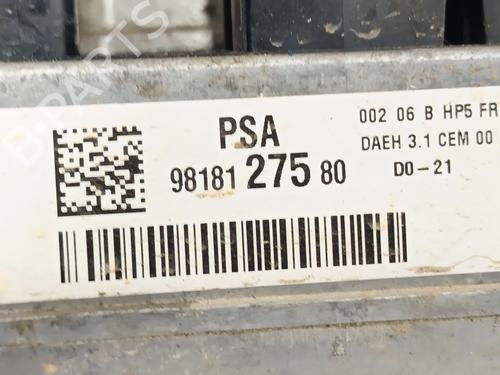 B-PARTS
PSA
98181 275 80
002 06 B HP5 FR
DAEH 3.1 CEM 00
D0-21